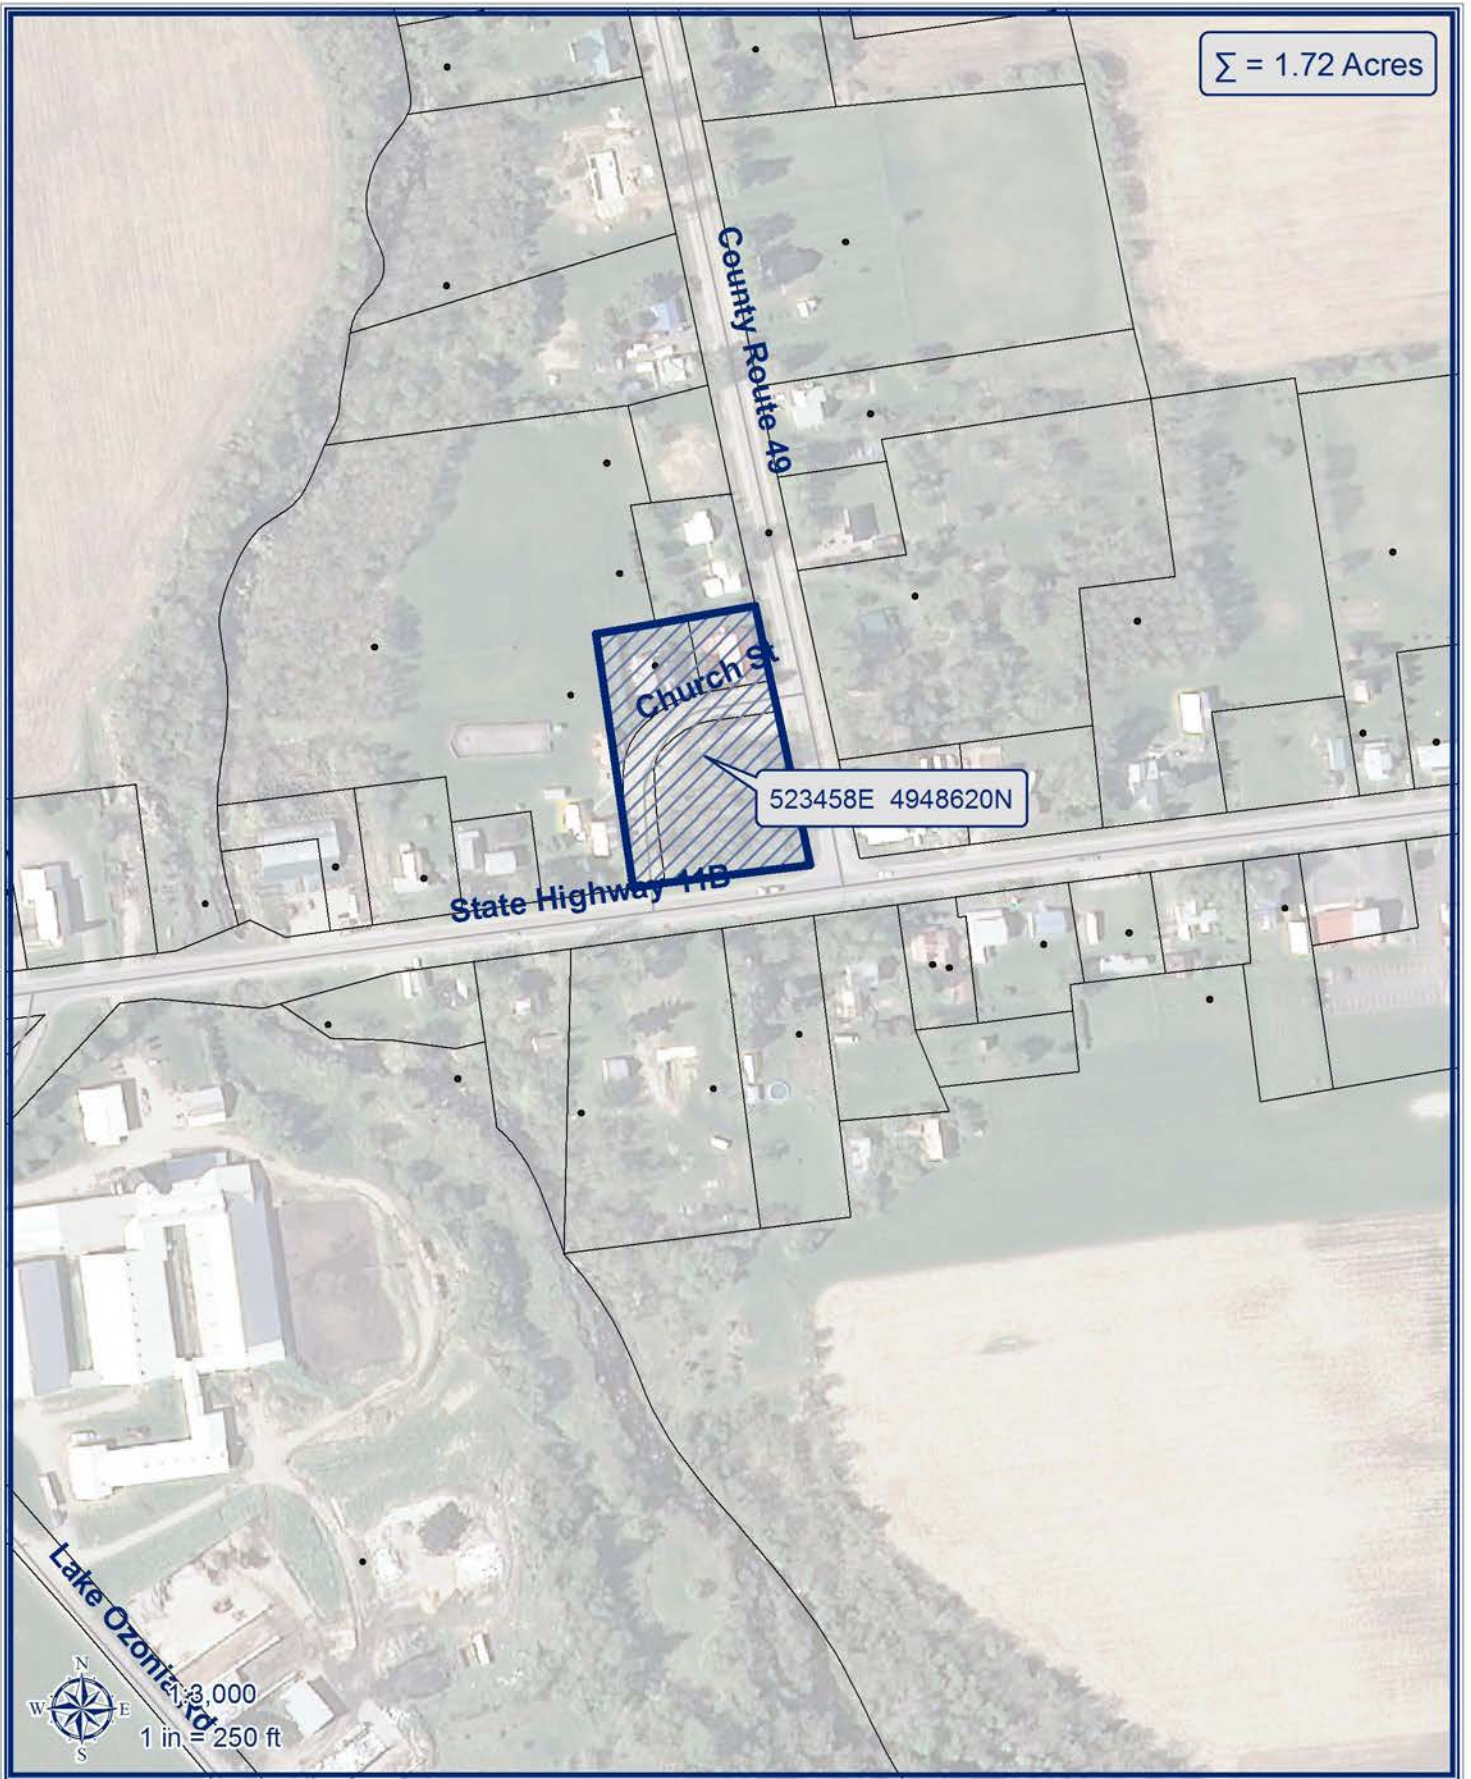 ∑ = 1.72 Acres
County Route 49
Church St
523458E 4948620N
State Highway 11B
Lake Ozonia Rd
N
W E
S
1:3,000
1 in = 250 ft